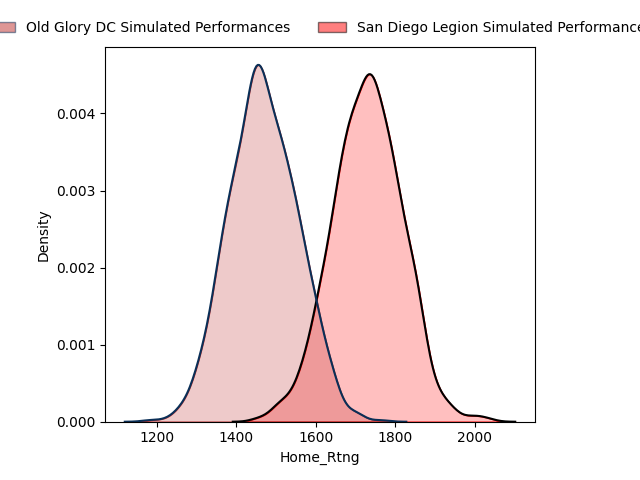 Old Glory DC Simulated Performances
San Diego Legion Simulated Performance
0.004
0.003
0.002
0.001
0.000
Density
1200 1400 1600 1800 2000
Home_Rtng